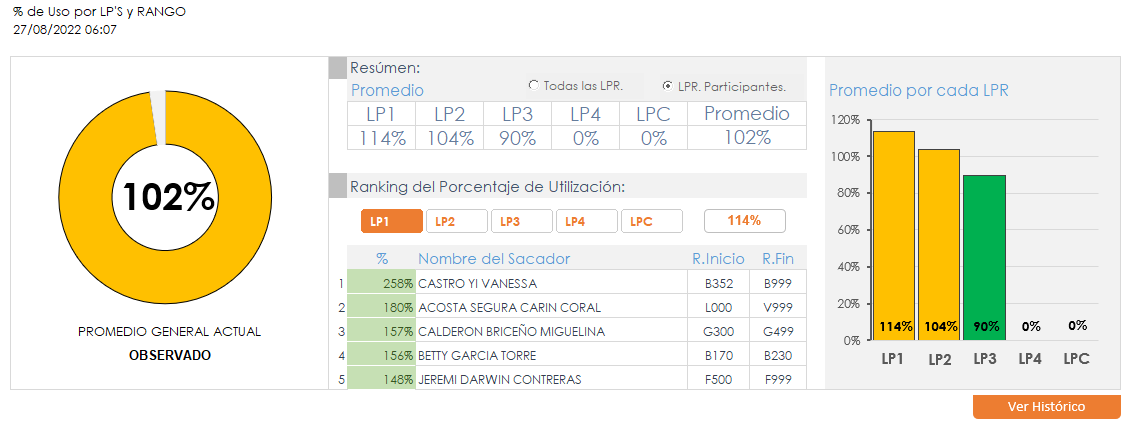 % de Uso por LP'S y RANGO
27/08/2022 06:07
102%
PROMEDIO GENERAL ACTUAL
OBSERVADO
Resúmen:
Promedio
Todas las LPR.
LPR. Participantes.
LP1 LP2 LP3 LP4 LPC Promedio
114% 104% 90% 0% 0% 102%
Ranking del Porcentaje de Utilización:
LP1 LP2 LP3 LP4 LPC 114%
% Nombre del Sacador R.Inicio R.Fin
1 258% CASTRO YI VANESSA B352 B999
2 180% ACOSTA SEGURA CARIN CORAL L000 V999
3 157% CALDERON BRICEÑO MIGUELINA G300 G499
4 156% BETTY GARCIA TORRE B170 B230
5 148% JEREMI DARWIN CONTRERAS F500 F999
Promedio por cada LPR
120%
100%
80%
60%
40%
20%
0%
114% 104% 90% 0% 0%
LP1 LP2 LP3 LP4 LPC
Ver Histórico